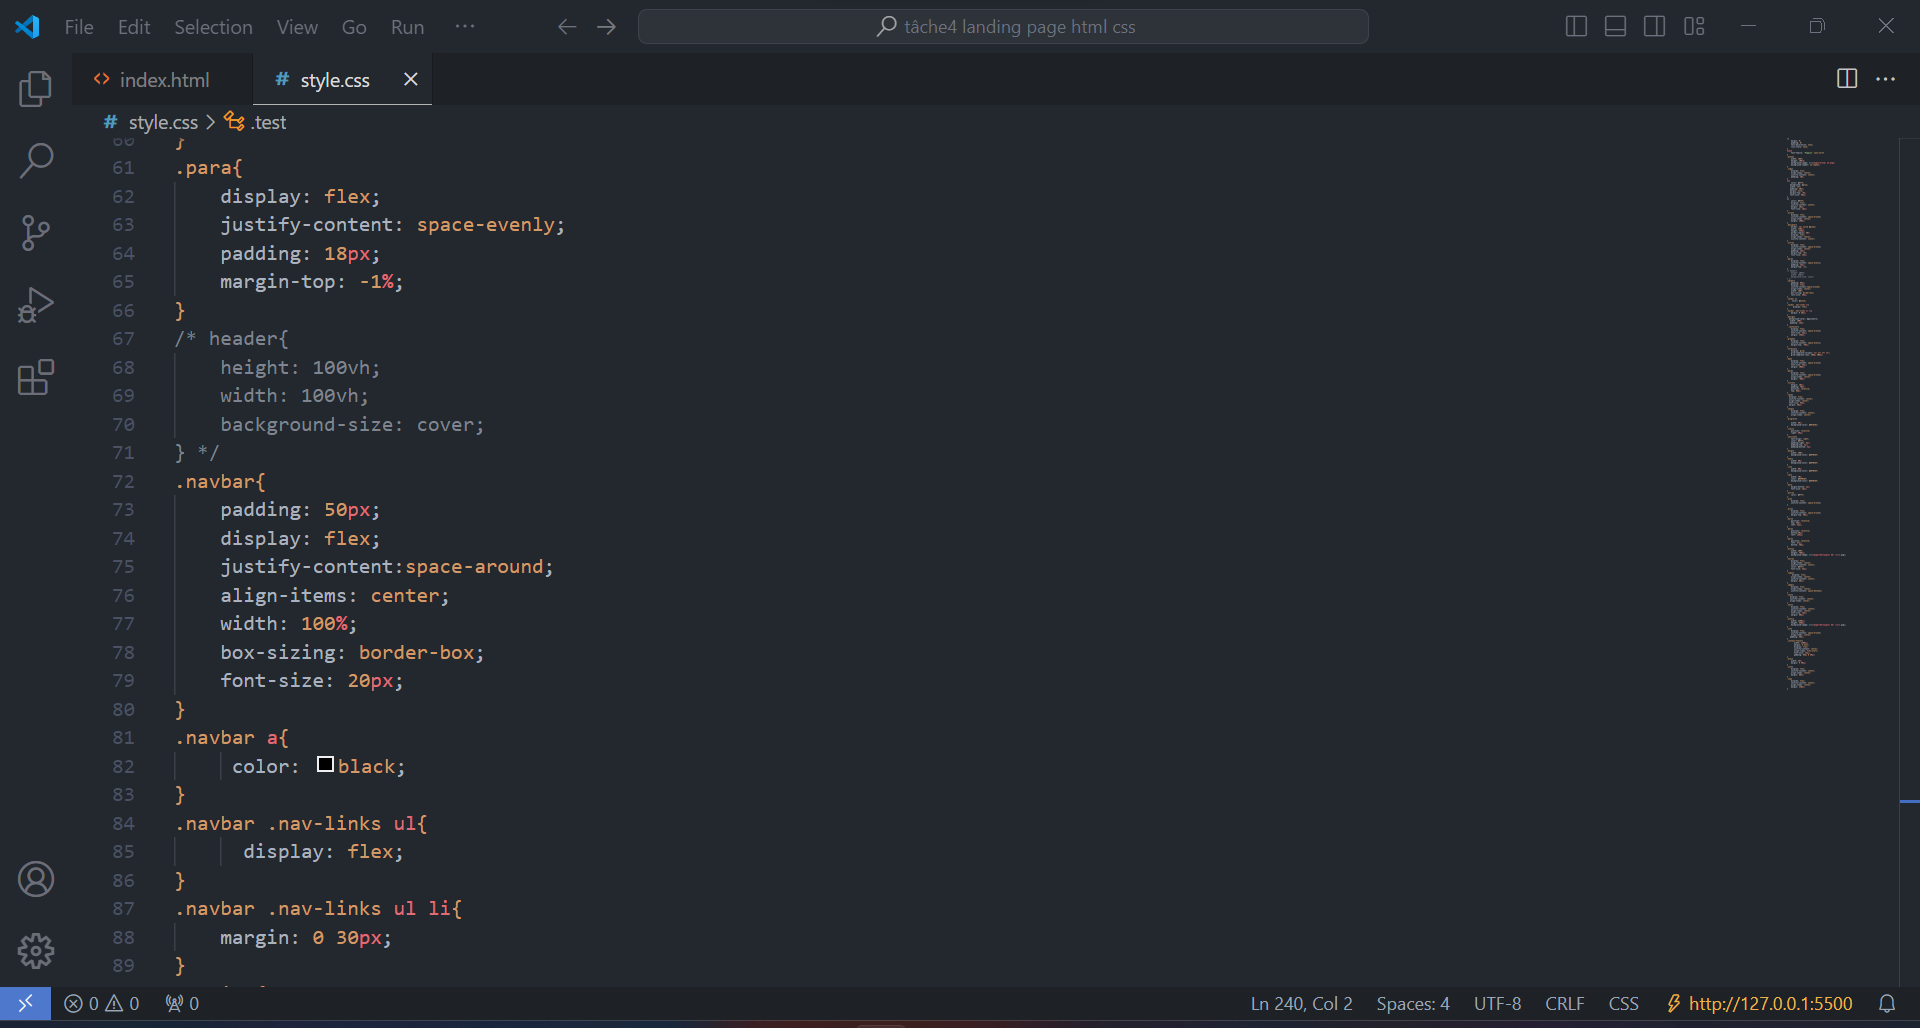 File Edit Selection View Go Run ···
tâche4 landing page html css
<> index.html
# style.css
# style.css > .test
60 }
61 .para{
62 display: flex;
63 justify-content: space-evenly;
64 padding: 18px;
65 margin-top: -1%;
66 }
67 /* header{
68 height: 100vh;
69 width: 100vh;
70 background-size: cover;
71 } */
72 .navbar{
73 padding: 50px;
74 display: flex;
75 justify-content:space-around;
76 align-items: center;
77 width: 100%;
78 box-sizing: border-box;
79 font-size: 20px;
80 }
81 .navbar a{
82 color: black;
83 }
84 .navbar .nav-links ul{
85 display: flex;
86 }
87 .navbar .nav-links ul li{
88 margin: 0 30px;
89 }
0 0 0
Ln 240, Col 2 Spaces: 4 UTF-8 CRLF CSS http://127.0.0.1:5500